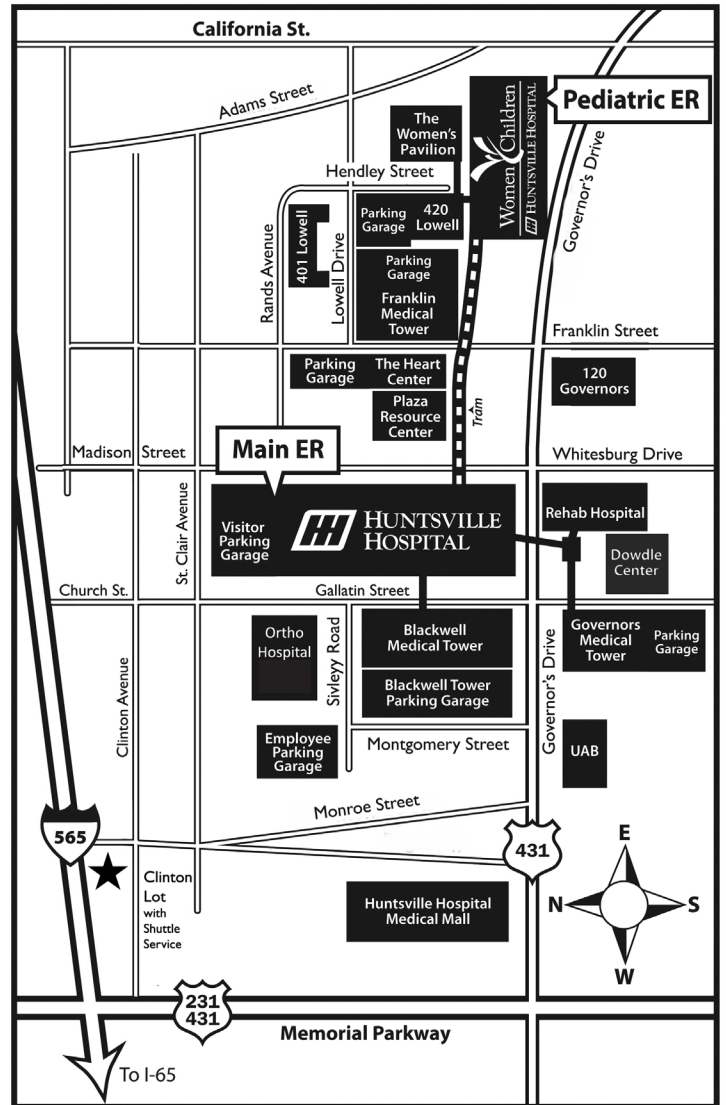 California St.
Adams Street
Pediatric ER
The
Women's
Pavilion
Women & Children
HUNTSVILLE HOSPITAL
Governor's Drive
Hendley Street
Parking
Garage
420
Lowell
401 Lowell
Rands Avenue
Lowell Drive
Parking
Garage
Franklin
Medical
Tower
Franklin Street
Parking
Garage
The Heart
Center
120
Governors
Plaza
Resource
Center
Tram
Main ER
Madison Street
Whitesburg Drive
St. Clair Avenue
Visitor
Parking
Garage
HUNTSVILLE
HOSPITAL
Rehab Hospital
Dowdle
Center
Church St.
Gallatin Street
Ortho
Hospital
Sivleyy Road
Blackwell
Medical Tower
Governors
Medical
Tower
Parking
Garage
Blackwell Tower
Parking Garage
Clinton Avenue
Governor's Drive
Employee
Parking
Garage
Montgomery Street
UAB
Monroe Street
565
431
E
N
S
W
Clinton
Lot
with
Shuttle
Service
Huntsville Hospital
Medical Mall
231
431
Memorial Parkway
To I-65